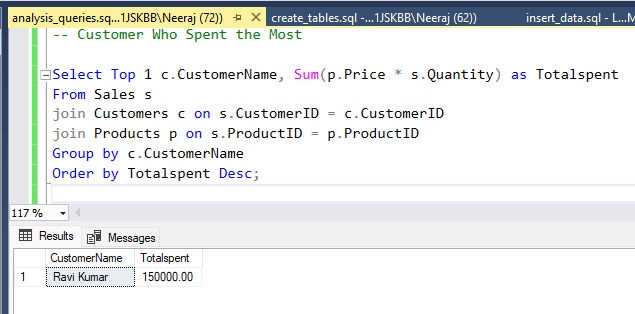 analysis_queries.sq...1JSKBB\Neeraj (72)) create_tables.sql -...1JSKBB\Neeraj (62)) insert_data.sql - L...M
-- Customer Who Spent the Most
Select Top 1 c.CustomerName, Sum(p.Price * s.Quantity) as Totalspent
From Sales s
join Customers c on s.CustomerID = c.CustomerID
join Products p on s.ProductID = p.ProductID
Group by c.CustomerName
Order by Totalspent Desc;
117 %
Results Messages
CustomerName Totalspent
1 Ravi Kumar 150000.00